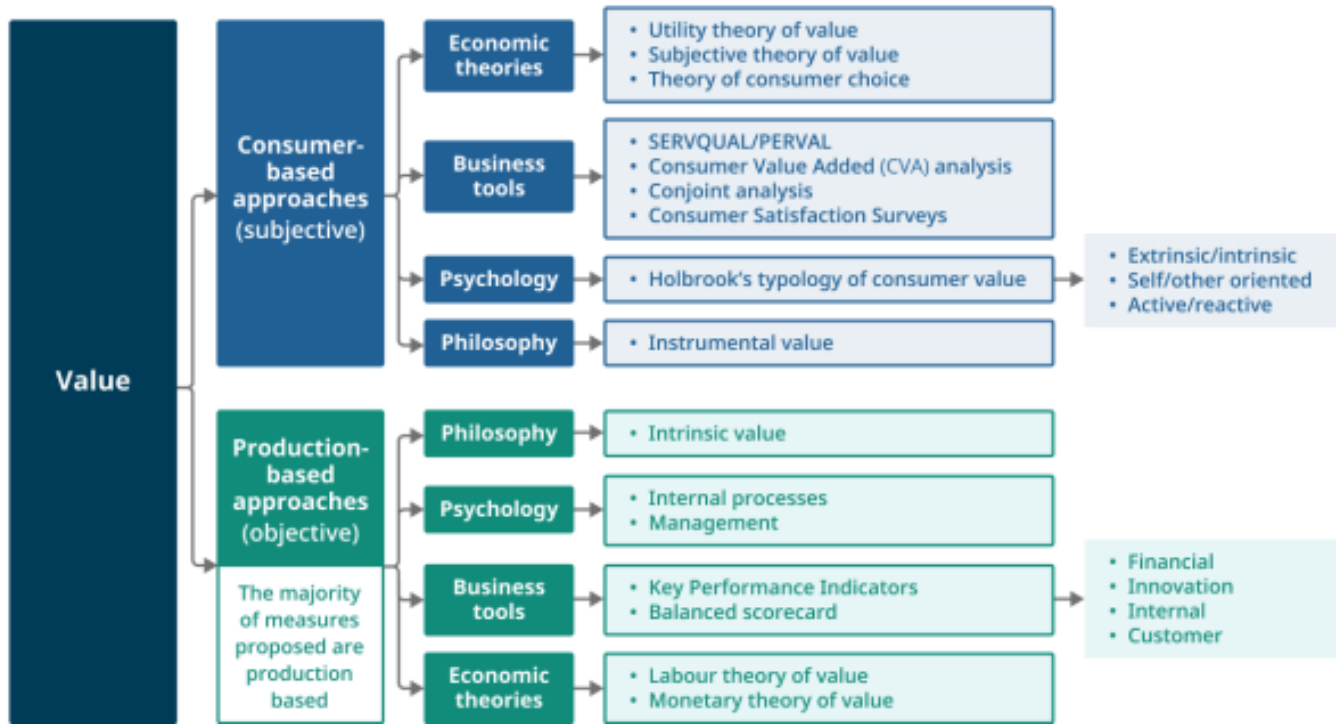 Value
Consumer-
based
approaches
(subjective)
Economic
theories
• Utility theory of value
• Subjective theory of value
• Theory of consumer choice
Business
tools
• SERVQUAL/PERVAL
• Consumer Value Added (CVA) analysis
• Conjoint analysis
• Consumer Satisfaction Surveys
Psychology
• Holbrook's typology of consumer value
• Extrinsic/intrinsic
• Self/other oriented
• Active/reactive
Philosophy
• Instrumental value
Production-
based
approaches
(objective)
The majority
of measures
proposed are
production
based
Philosophy
• Intrinsic value
Psychology
• Internal processes
• Management
Business
tools
• Key Performance Indicators
• Balanced scorecard
• Financial
• Innovation
• Internal
• Customer
Economic
theories
• Labour theory of value
• Monetary theory of value